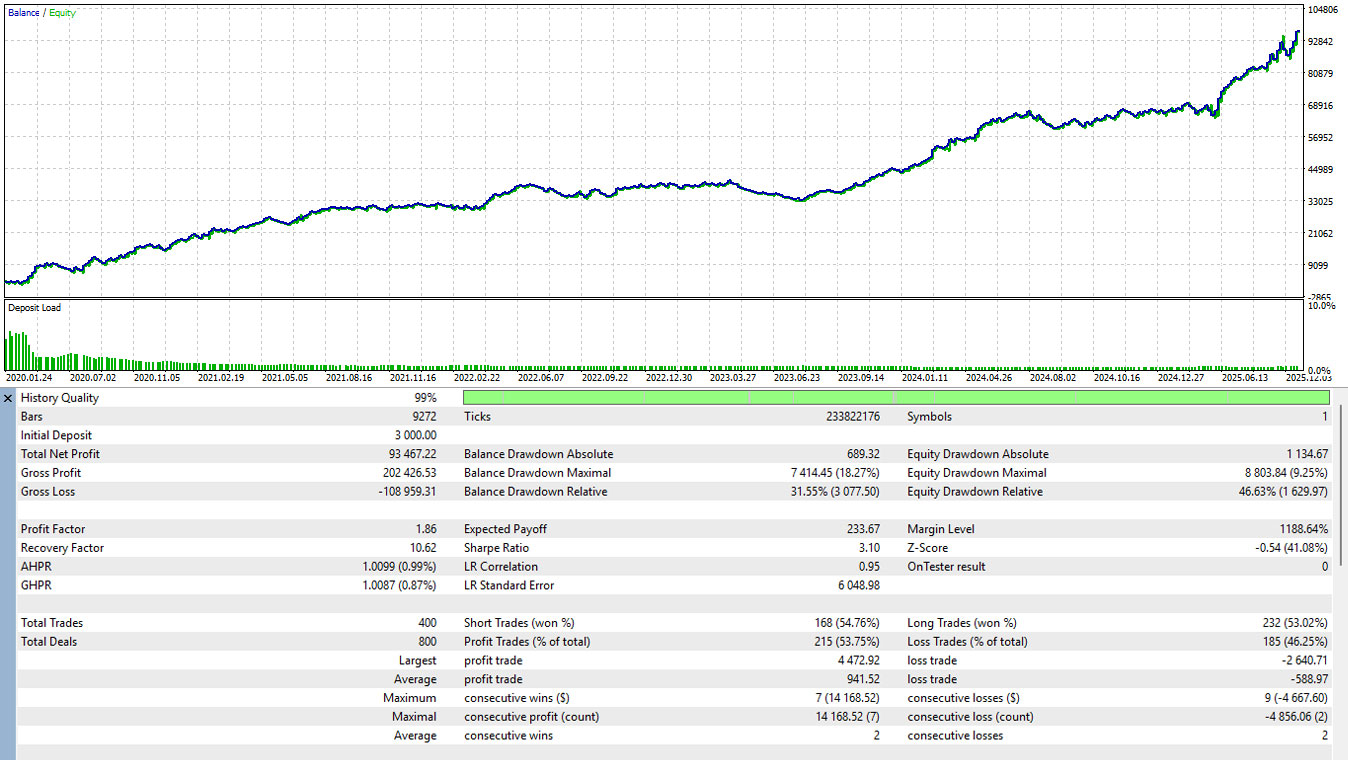 Balance / Equity
104806
92842
80879
68916
56952
44989
33025
21062
9099
-2865
Deposit Load
10.0%
0.0%
2020.01.24 2020.07.02 2020.11.05 2021.02.19 2021.05.05 2021.08.16 2021.11.16 2022.02.22 2022.06.07 2022.09.22 2022.12.30 2023.03.27 2023.06.23 2023.09.14 2024.01.11 2024.04.26 2024.08.02 2024.10.16 2024.12.27 2025.06.13 2025.12.03
History Quality 99%
Bars 9272 Ticks 233822176 Symbols 1
Initial Deposit 3 000.00
Total Net Profit 93 467.22 Balance Drawdown Absolute 689.32 Equity Drawdown Absolute 1 134.67
Gross Profit 202 426.53 Balance Drawdown Maximal 7 414.45 (18.27%) Equity Drawdown Maximal 8 803.84 (9.25%)
Gross Loss -108 959.31 Balance Drawdown Relative 31.55% (3 077.50) Equity Drawdown Relative 46.63% (1 629.97)
Profit Factor 1.86 Expected Payoff 233.67 Margin Level 1188.64%
Recovery Factor 10.62 Sharpe Ratio 3.10 Z-Score -0.54 (41.08%)
AHPR 1.0099 (0.99%) LR Correlation 0.95 OnTester result 0
GHPR 1.0087 (0.87%) LR Standard Error 6 048.98
Total Trades 400 Short Trades (won %) 168 (54.76%) Long Trades (won %) 232 (53.02%)
Total Deals 800 Profit Trades (% of total) 215 (53.75%) Loss Trades (% of total) 185 (46.25%)
Largest profit trade 4 472.92 loss trade -2 640.71
Average profit trade 941.52 loss trade -588.97
Maximum consecutive wins ($) 7 (14 168.52) consecutive losses ($) 9 (-4 667.60)
Maximal consecutive profit (count) 14 168.52 (7) consecutive loss (count) -4 856.06 (2)
Average consecutive wins 2 consecutive losses 2